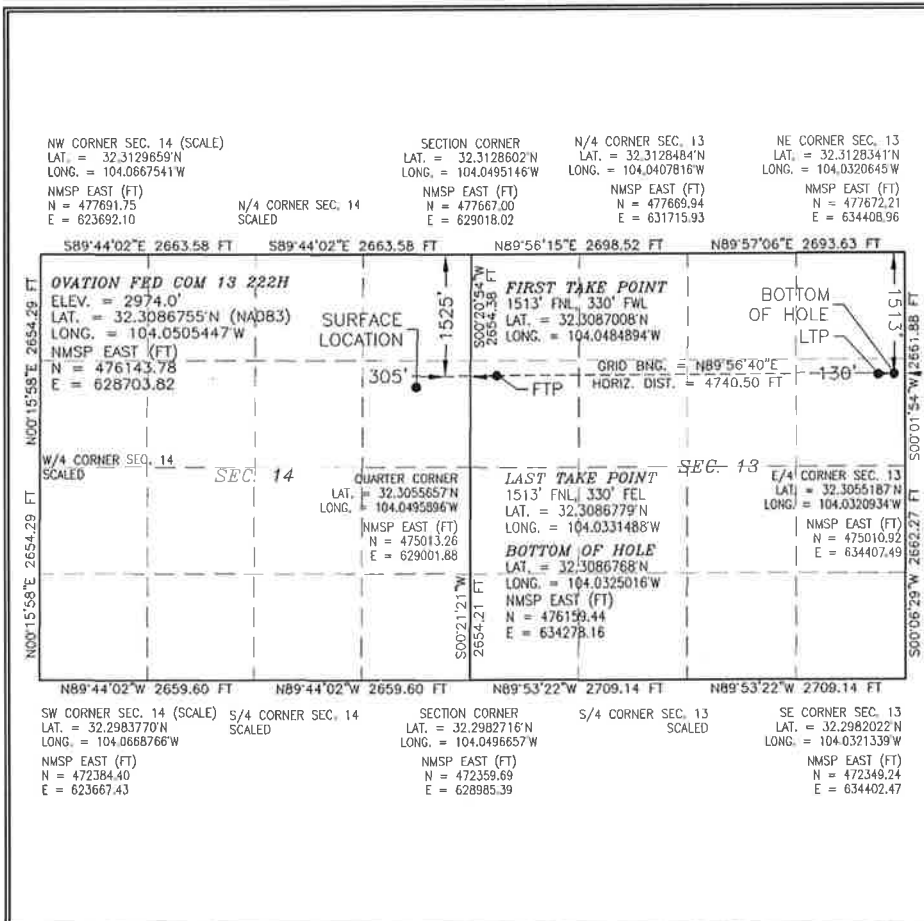 NW CORNER SEC. 14 (SCALE)
LAT. = 32.3129659'N
LONG. = 104.0667541'W
NMSP EAST (FT)
N = 477691.75
E = 623692.10
N/4 CORNER SEC. 14
SCALED
SECTION CORNER
LAT. = 32.3128602'N
LONG. = 104.0495146'W
NMSP EAST (FT)
N = 477667.00
E = 629018.02
N/4 CORNER SEC. 13
LAT. = 32.3128484'N
LONG. = 104.0407816'W
NMSP EAST (FT)
N = 477669.94
E = 631715.93
NE CORNER SEC. 13
LAT. = 32.3128341'N
LONG. = 104.0320645'W
NMSP EAST (FT)
N = 477672.21
E = 634408.96
S89°44'02"E 2663.58 FT
S89°44'02"E 2663.58 FT
N89°56'15"E 2698.52 FT
N89°57'06"E 2693.63 FT
N00°15'58"E 2654.29 FT
OVATION FED COM 13 222H
ELEV. = 2974.0'
LAT. = 32.3086755'N (NAD83)
LONG. = 104.0505447'W
NMSP EAST (FT)
N = 476143.78
E = 628703.82
SURFACE
LOCATION
305'
1525'
S00°20'54"W
2654.38 FT
FIRST TAKE POINT
1513' FNL, 330' FWL
LAT. = 32.3087008'N
LONG. = 104.0484894'W
BOTTOM
OF HOLE
LTP
1513'
S00°01'54"W 2661.88 FT
GRID BNG. = N89°56'40"E
HORIZ. DIST. = 4740.50 FT
FTP
130'
W/4 CORNER SEC. 14
SCALED
SEC. 14
QUARTER CORNER
LAT. = 32.3055657'N
LONG. = 104.0495896'W
NMSP EAST (FT)
N = 475013.26
E = 629001.88
LAST TAKE POINT
1513' FNL, 330' FEL
LAT. = 32.3086779'N
LONG. = 104.0331488'W
BOTTOM OF HOLE
LAT. = 32.3086768'N
LONG. = 104.0325016'W
NMSP EAST (FT)
N = 476159.44
E = 634278.16
SEC. 13
E/4 CORNER SEC. 13
LAT. = 32.3055187'N
LONG. = 104.0320934'W
NMSP EAST (FT)
N = 475010.92
E = 634407.49
N00°15'58"E 2654.29 FT
S00°21'21"W
2654.21 FT
S00°06'29"W 2662.27 FT
N89°44'02"W 2659.60 FT
N89°44'02"W 2659.60 FT
N89°53'22"W 2709.14 FT
N89°53'22"W 2709.14 FT
SW CORNER SEC. 14 (SCALE)
LAT. = 32.2983770'N
LONG. = 104.0668766'W
NMSP EAST (FT)
N = 472384.40
E = 623667.43
S/4 CORNER SEC. 14
SCALED
SECTION CORNER
LAT. = 32.2982716'N
LONG. = 104.0496657'W
NMSP EAST (FT)
N = 472359.69
E = 628985.39
S/4 CORNER SEC. 13
SCALED
SE CORNER SEC. 13
LAT. = 32.2982022'N
LONG. = 104.0321339'W
NMSP EAST (FT)
N = 472349.24
E = 634402.47